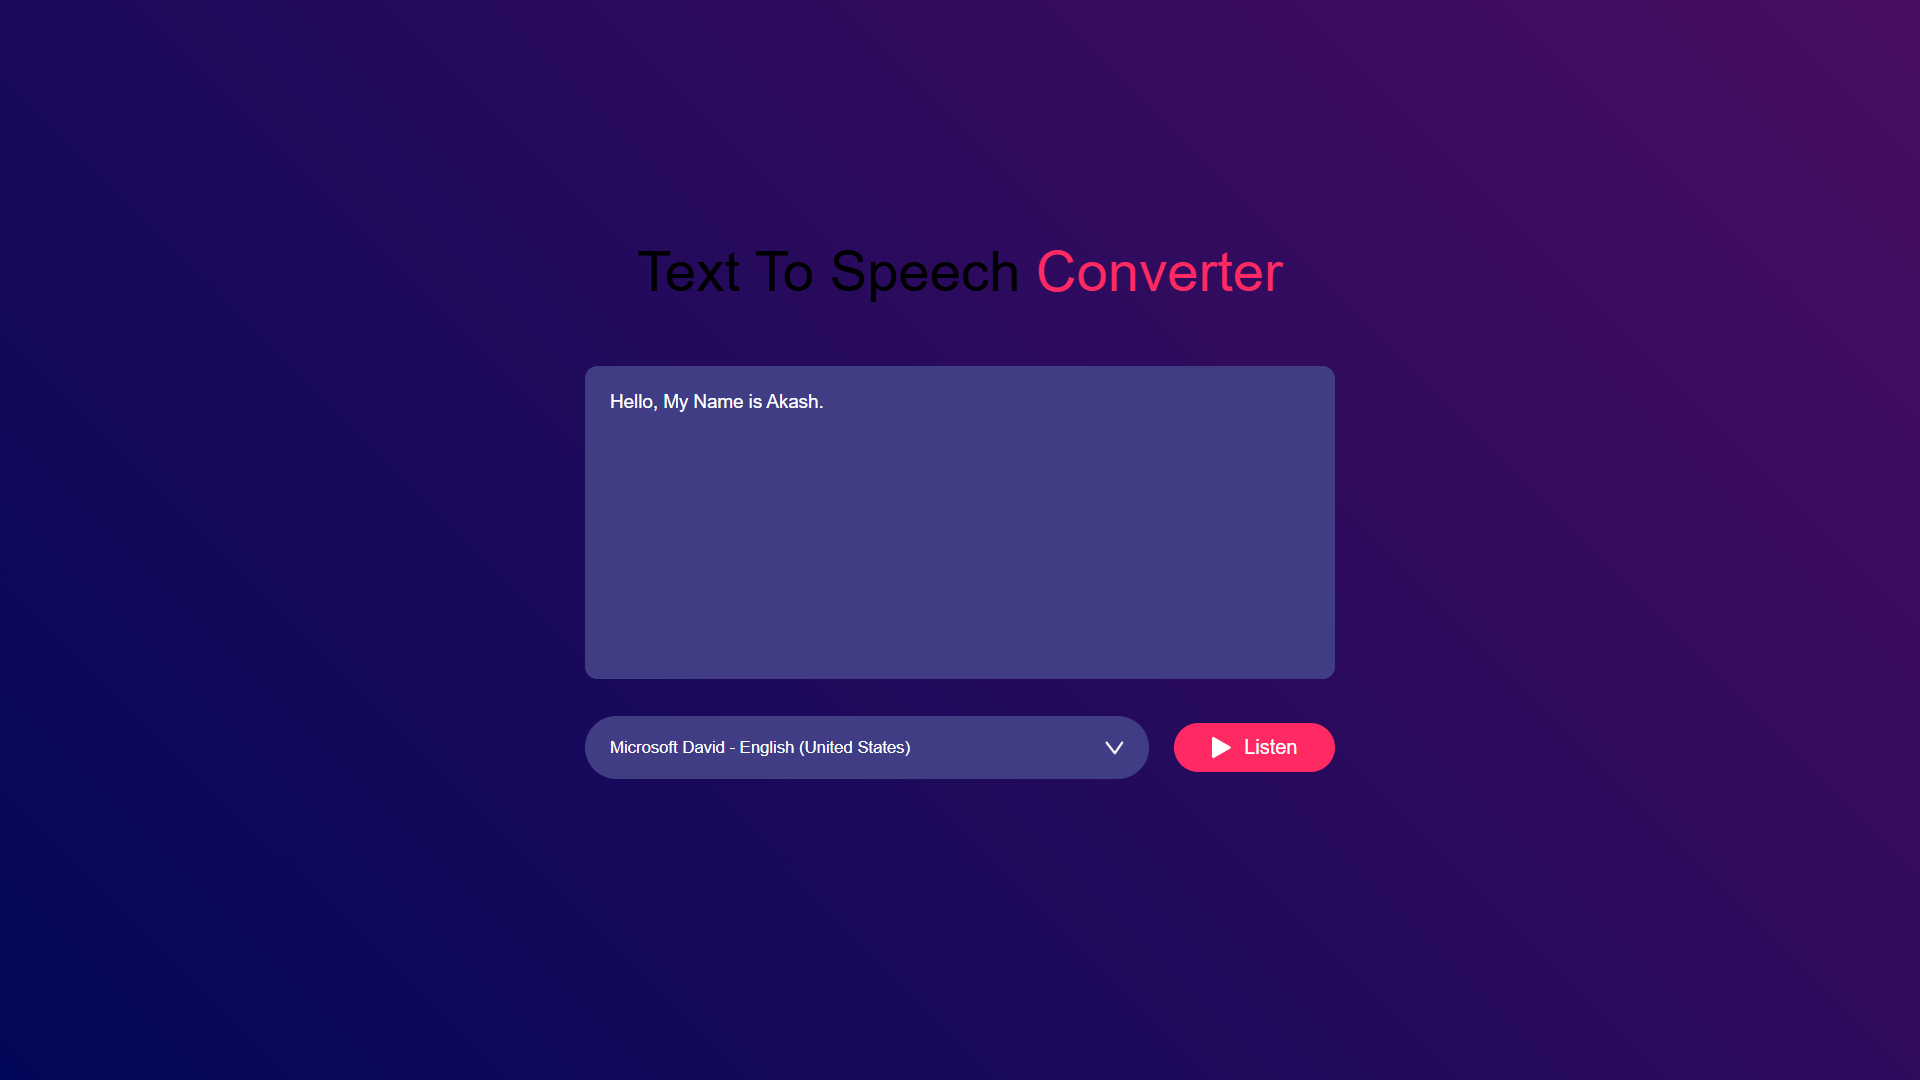 Text To Speech Converter
Hello, My Name is Akash.
Microsoft David - English (United States)
Listen